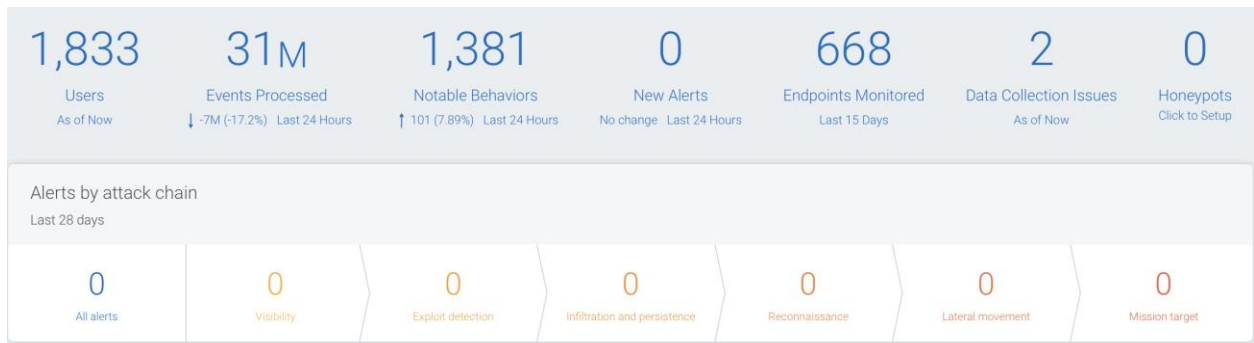 1,833 31M 1,381 0 668 2 0
Users Events Processed Notable Behaviors New Alerts Endpoints Monitored Data Collection Issues Honeypots
As of Now ↓ -7M (-17.2%) Last 24 Hours ↑ 101 (7.89%) Last 24 Hours No change Last 24 Hours Last 15 Days As of Now Click to Setup
Alerts by attack chain
Last 28 days
0 0 0 0 0 0 0
All alerts Visibility Exploit detection Infiltration and persistence Reconnaissance Lateral movement Mission target